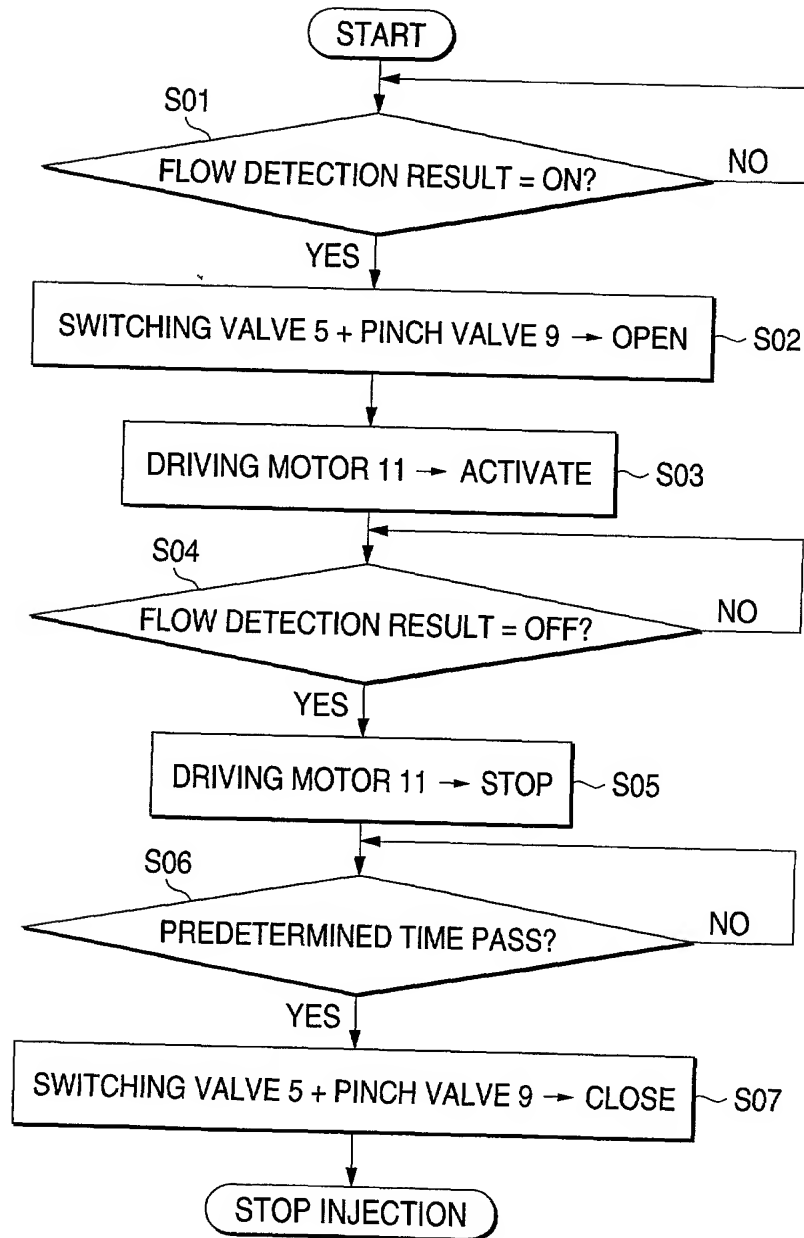 START
S01
FLOW DETECTION RESULT = ON?
NO
YES
SWITCHING VALVE 5 + PINCH VALVE 9 → OPEN
S02
DRIVING MOTOR 11 → ACTIVATE
S03
S04
FLOW DETECTION RESULT = OFF?
NO
YES
DRIVING MOTOR 11 → STOP
S05
S06
PREDETERMINED TIME PASS?
NO
YES
SWITCHING VALVE 5 + PINCH VALVE 9 → CLOSE
S07
STOP INJECTION